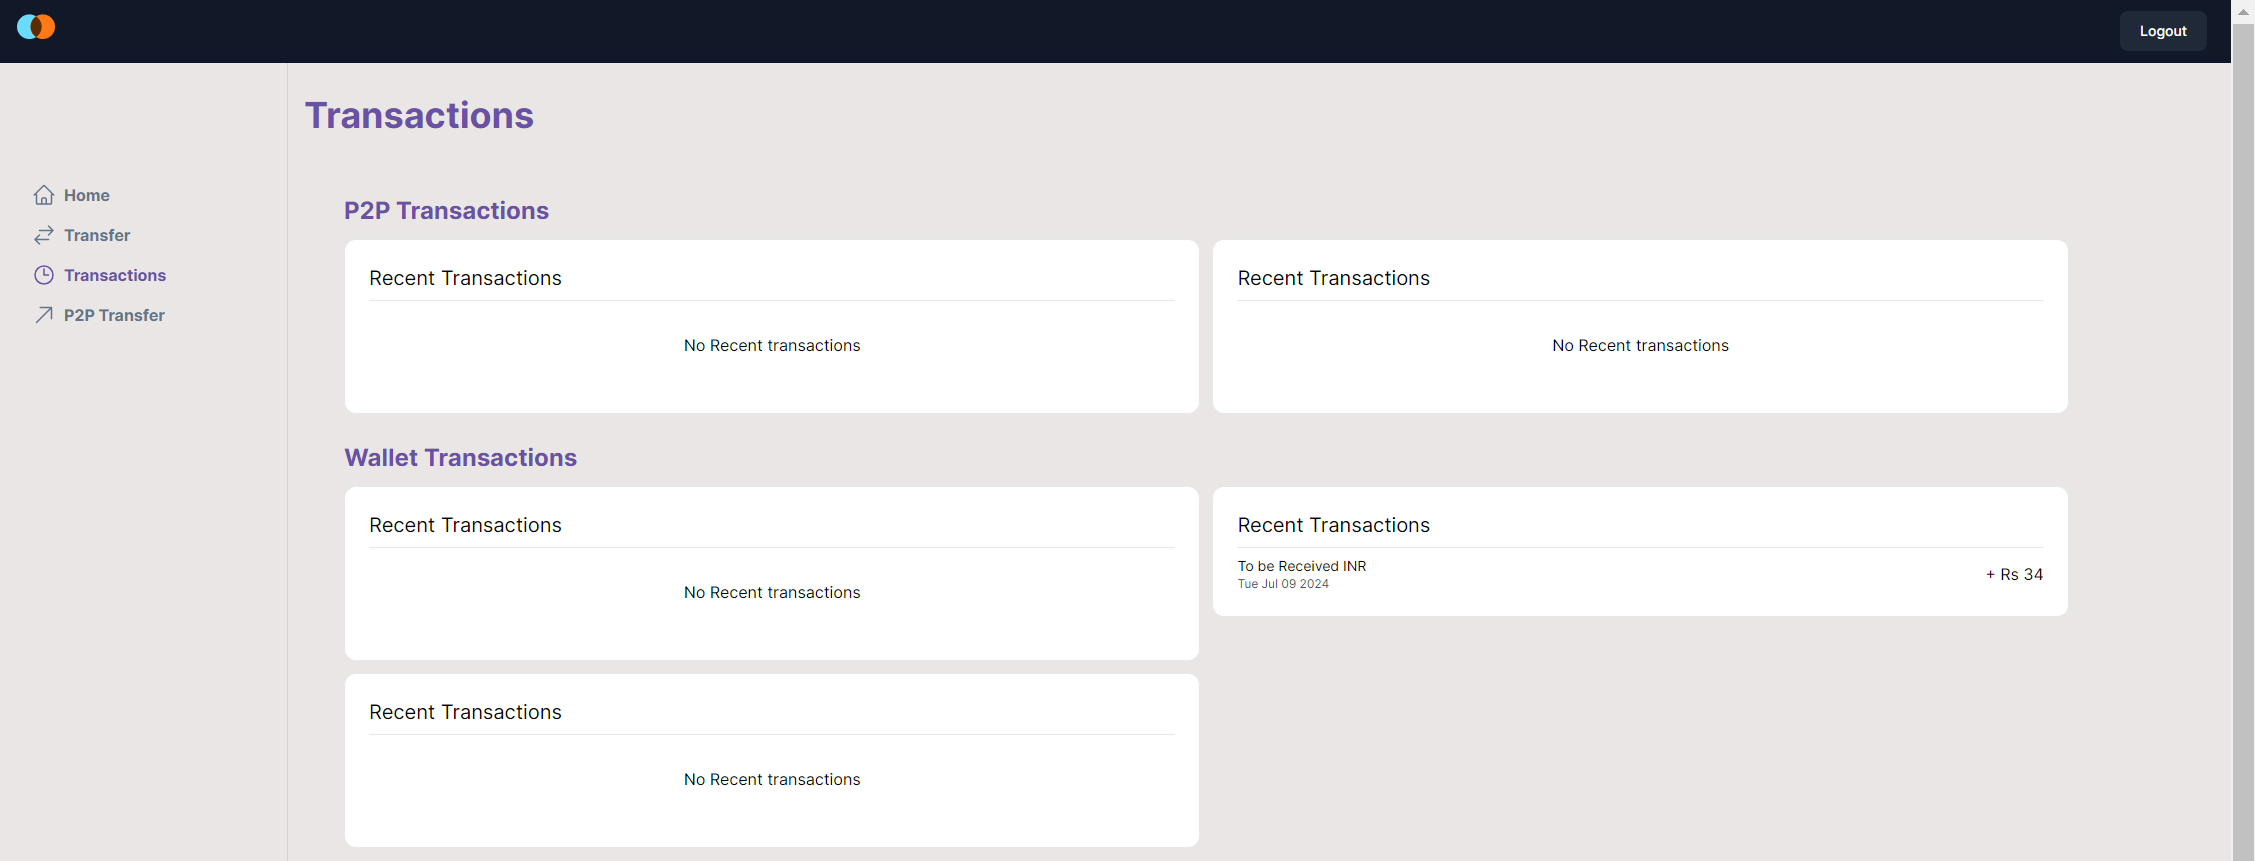 Logout
Transactions
Home
Transfer
Transactions
P2P Transfer
P2P Transactions
Recent Transactions
No Recent transactions
Recent Transactions
No Recent transactions
Wallet Transactions
Recent Transactions
No Recent transactions
Recent Transactions
To be Received INR
Tue Jul 09 2024
+ Rs 34
Recent Transactions
No Recent transactions